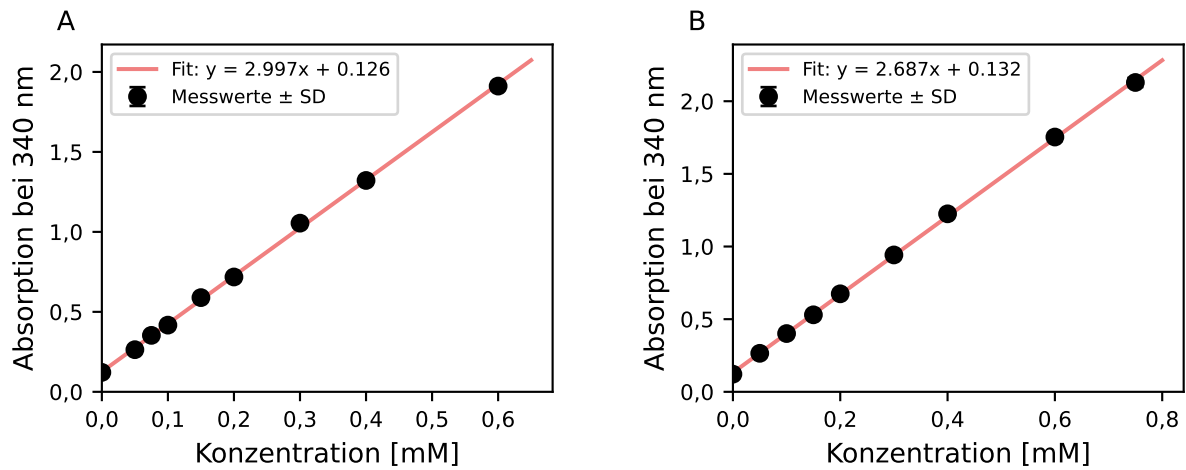 A
Fit: y = 2.997x + 0.126
Messwerte ± SD
2,0
1,5
1,0
0,5
0,0
Absorption bei 340 nm
0,0 0,1 0,2 0,3 0,4 0,5 0,6
Konzentration [mM]
B
Fit: y = 2.687x + 0.132
Messwerte ± SD
2,0
1,5
1,0
0,5
0,0
Absorption bei 340 nm
0,0 0,2 0,4 0,6 0,8
Konzentration [mM]